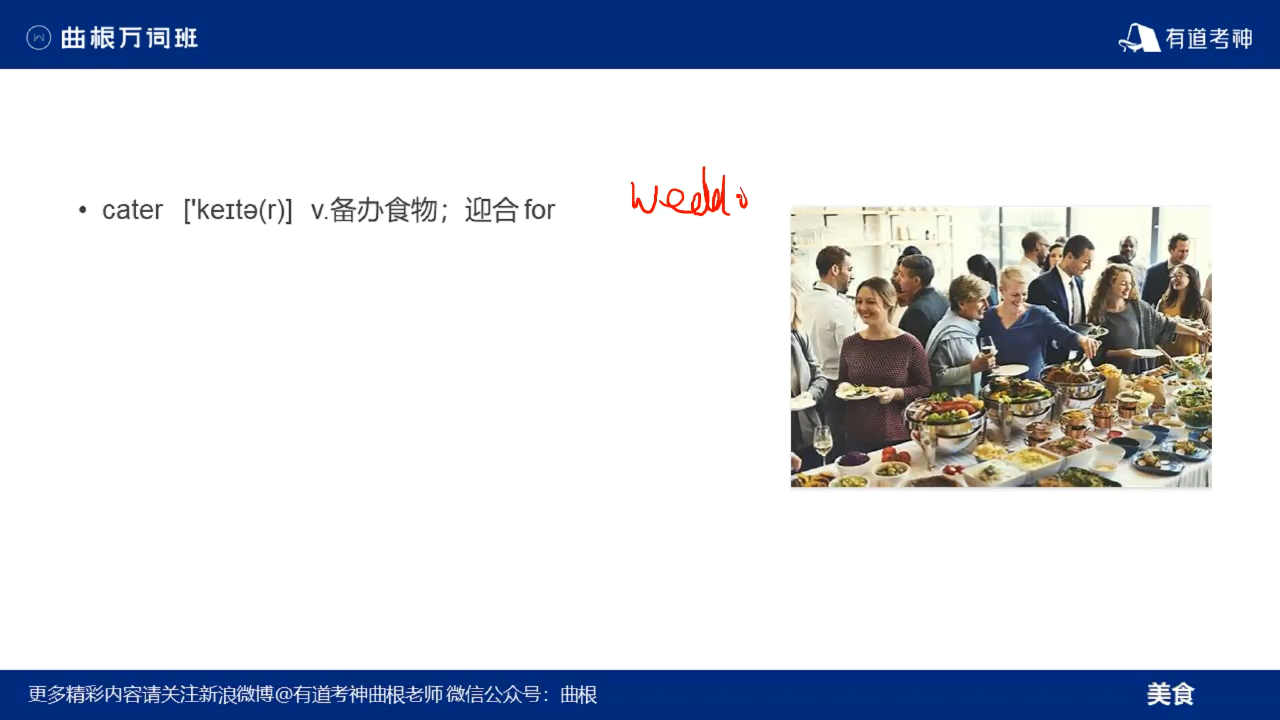 曲根万词班
有道考神
• cater ['keɪtə(r)] v.备办食物；迎合 for
wedd
更多精彩内容请关注新浪微博@有道考神曲根老师 微信公众号：曲根
美食